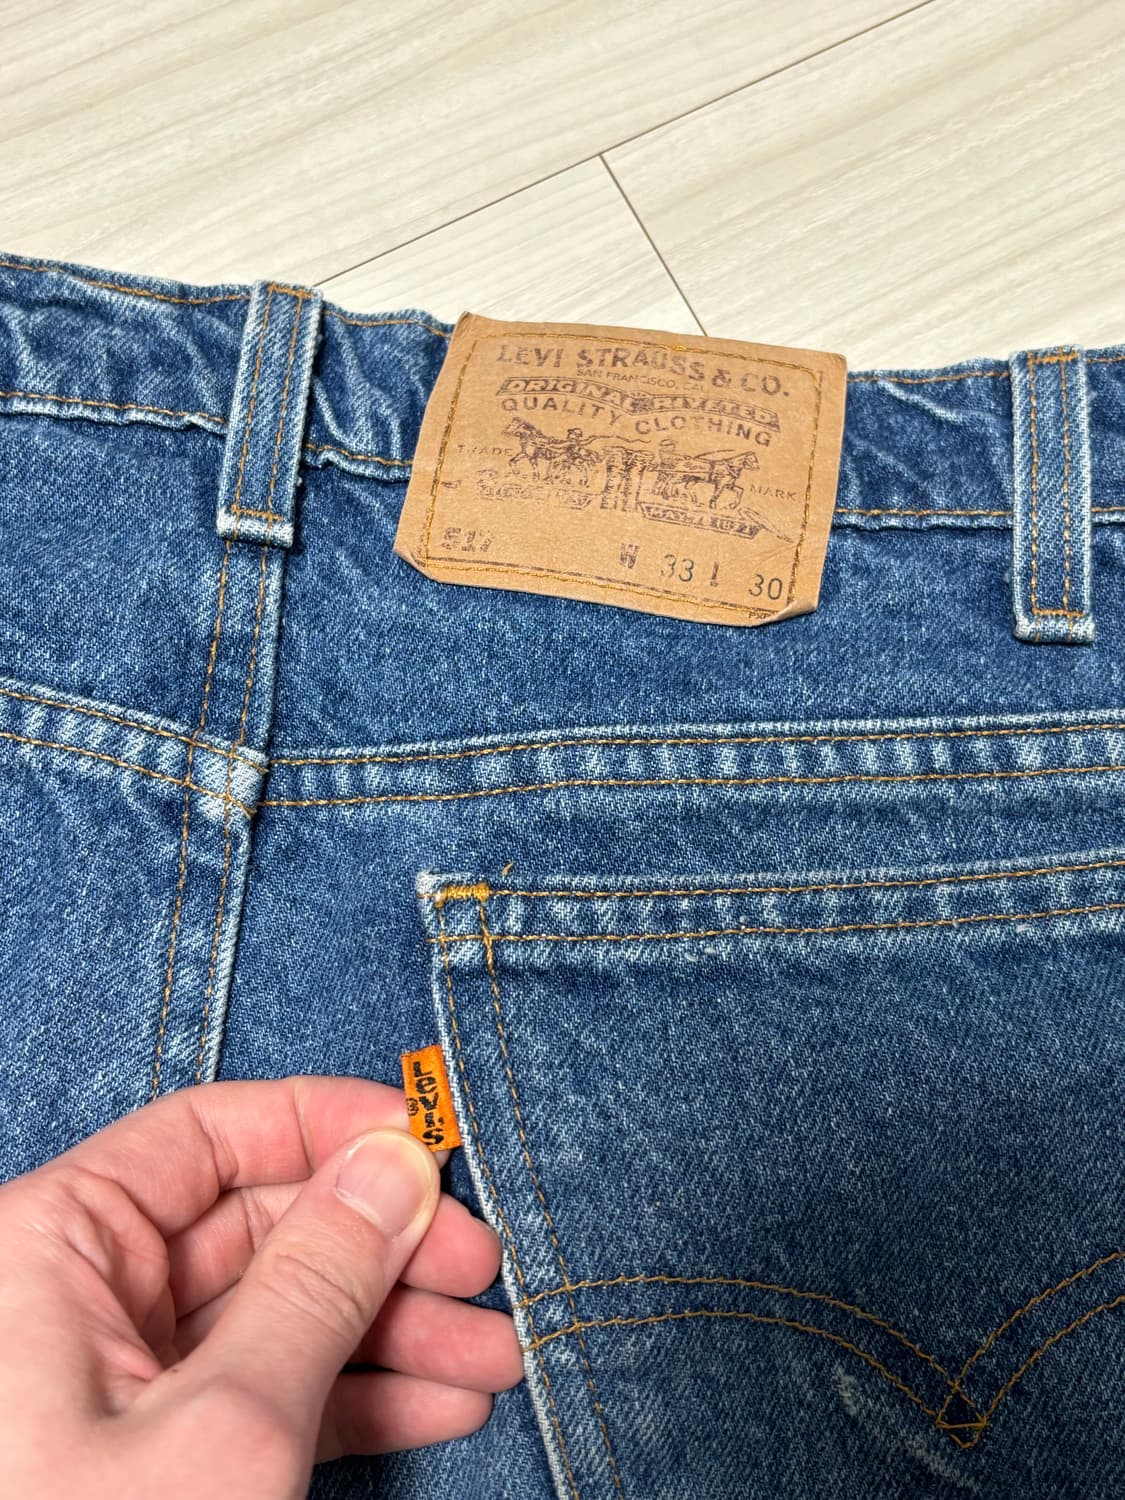 LEVI STRAUSS & CO.
SAN FRANCISCO, CAL.
ORIGINAL RIVETED
QUALITY CLOTHING
TRADE MARK
517 W 33 L 30
LEVI'S
®